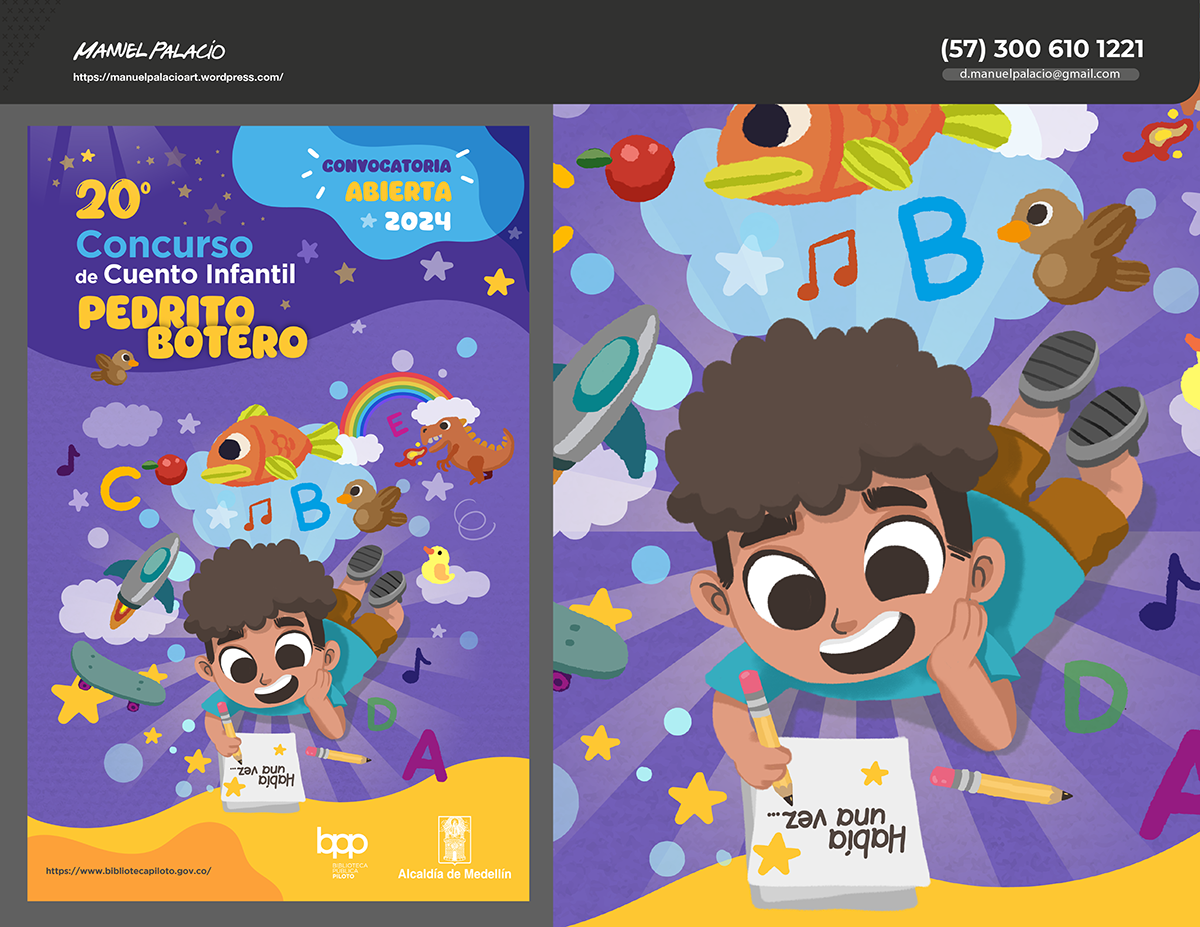 MANUEL PALACIO
https://manuelpalacioart.wordpress.com/
(57) 300 610 1221
d.manuelpalacio@gmail.com
CONVOCATORIA
ABIERTA
2024
20º
Concurso
de Cuento Infantil
PEDRITO
BOTERO
E
C
B
D
A
Había
una vez...
bpp
BIBLIOTECA
PÚBLICA
PILOTO
Alcaldía de Medellín
https://www.bibliotecapiloto.gov.co/
B
D
A
Había
una vez...